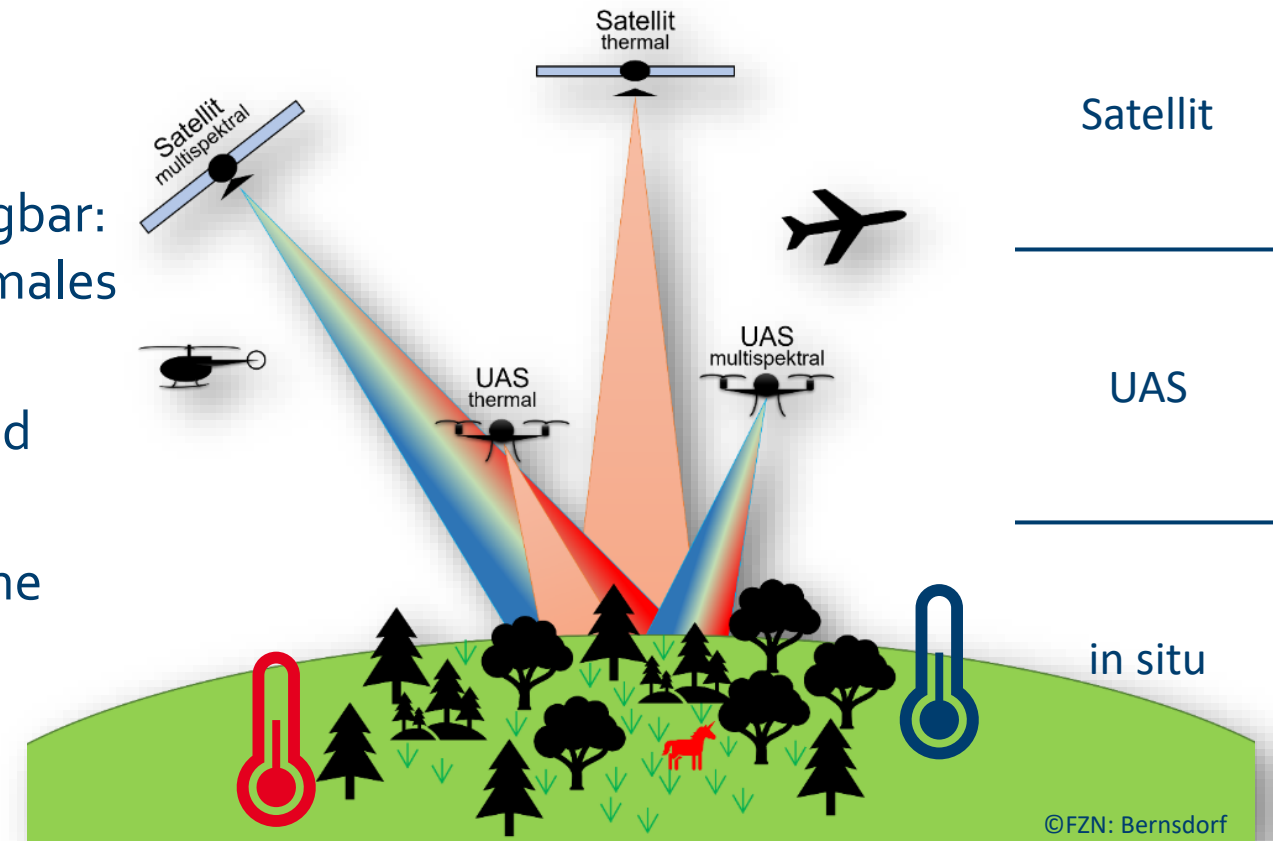 Satellit
thermal
Satellit
multispektral
gbar:
males
d
ne
UAS
thermal
UAS
multispektral
Satellit
UAS
in situ
©FZN: Bernsdorf